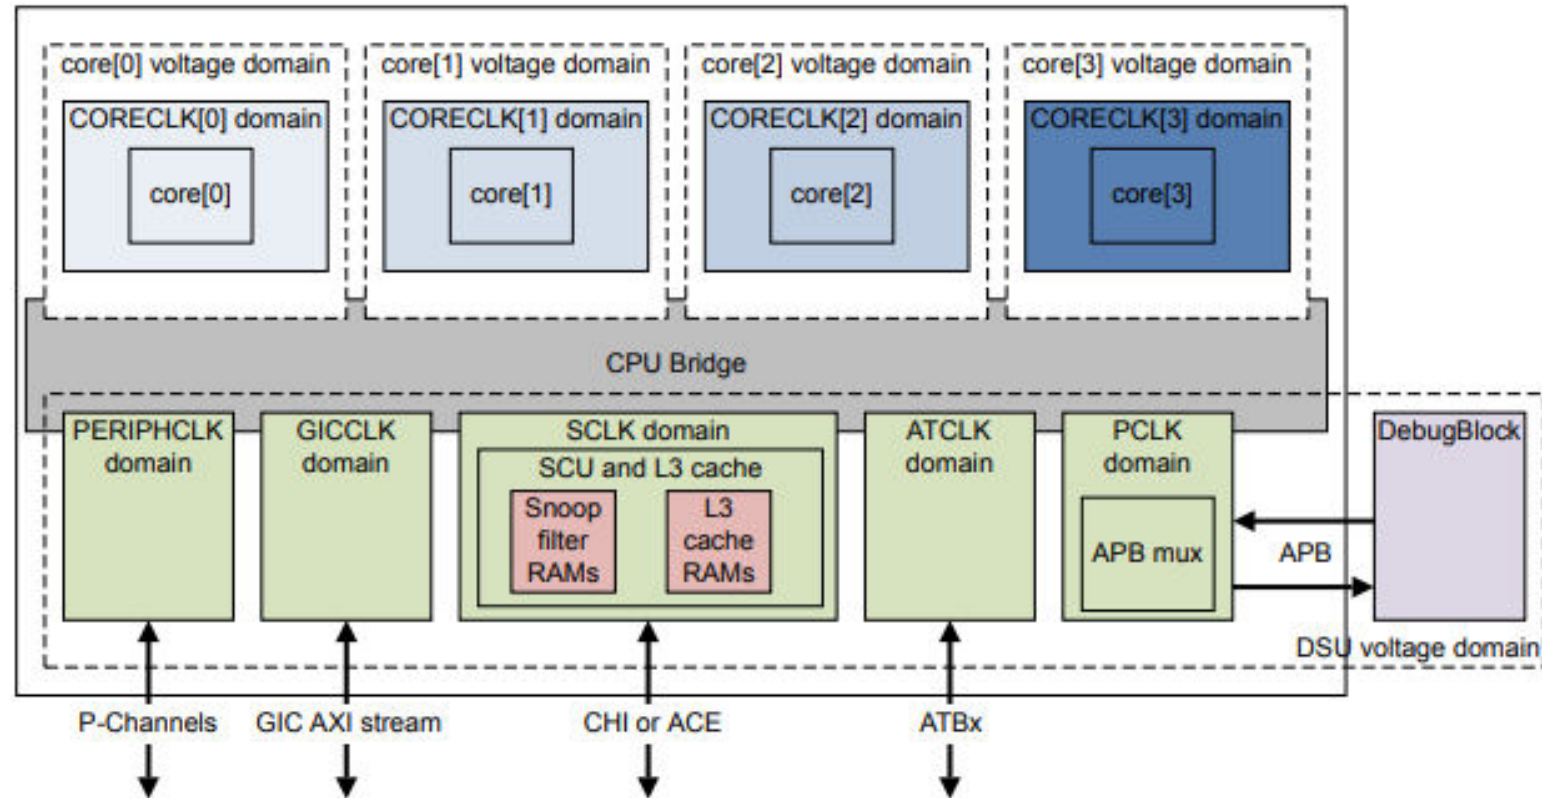 core[0] voltage domain
core[1] voltage domain
core[2] voltage domain
core[3] voltage domain
CORECLK[0] domain
CORECLK[1] domain
CORECLK[2] domain
CORECLK[3] domain
core[0]
core[1]
core[2]
core[3]
CPU Bridge
PERIPHCLK
domain
GICCLK
domain
SCLK domain
SCU and L3 cache
Snoop
filter
RAMs
L3
cache
RAMs
ATCLK
domain
PCLK
domain
APB mux
APB
DebugBlock
DSU voltage domain
P-Channels
GIC AXI stream
CHI or ACE
ATBx